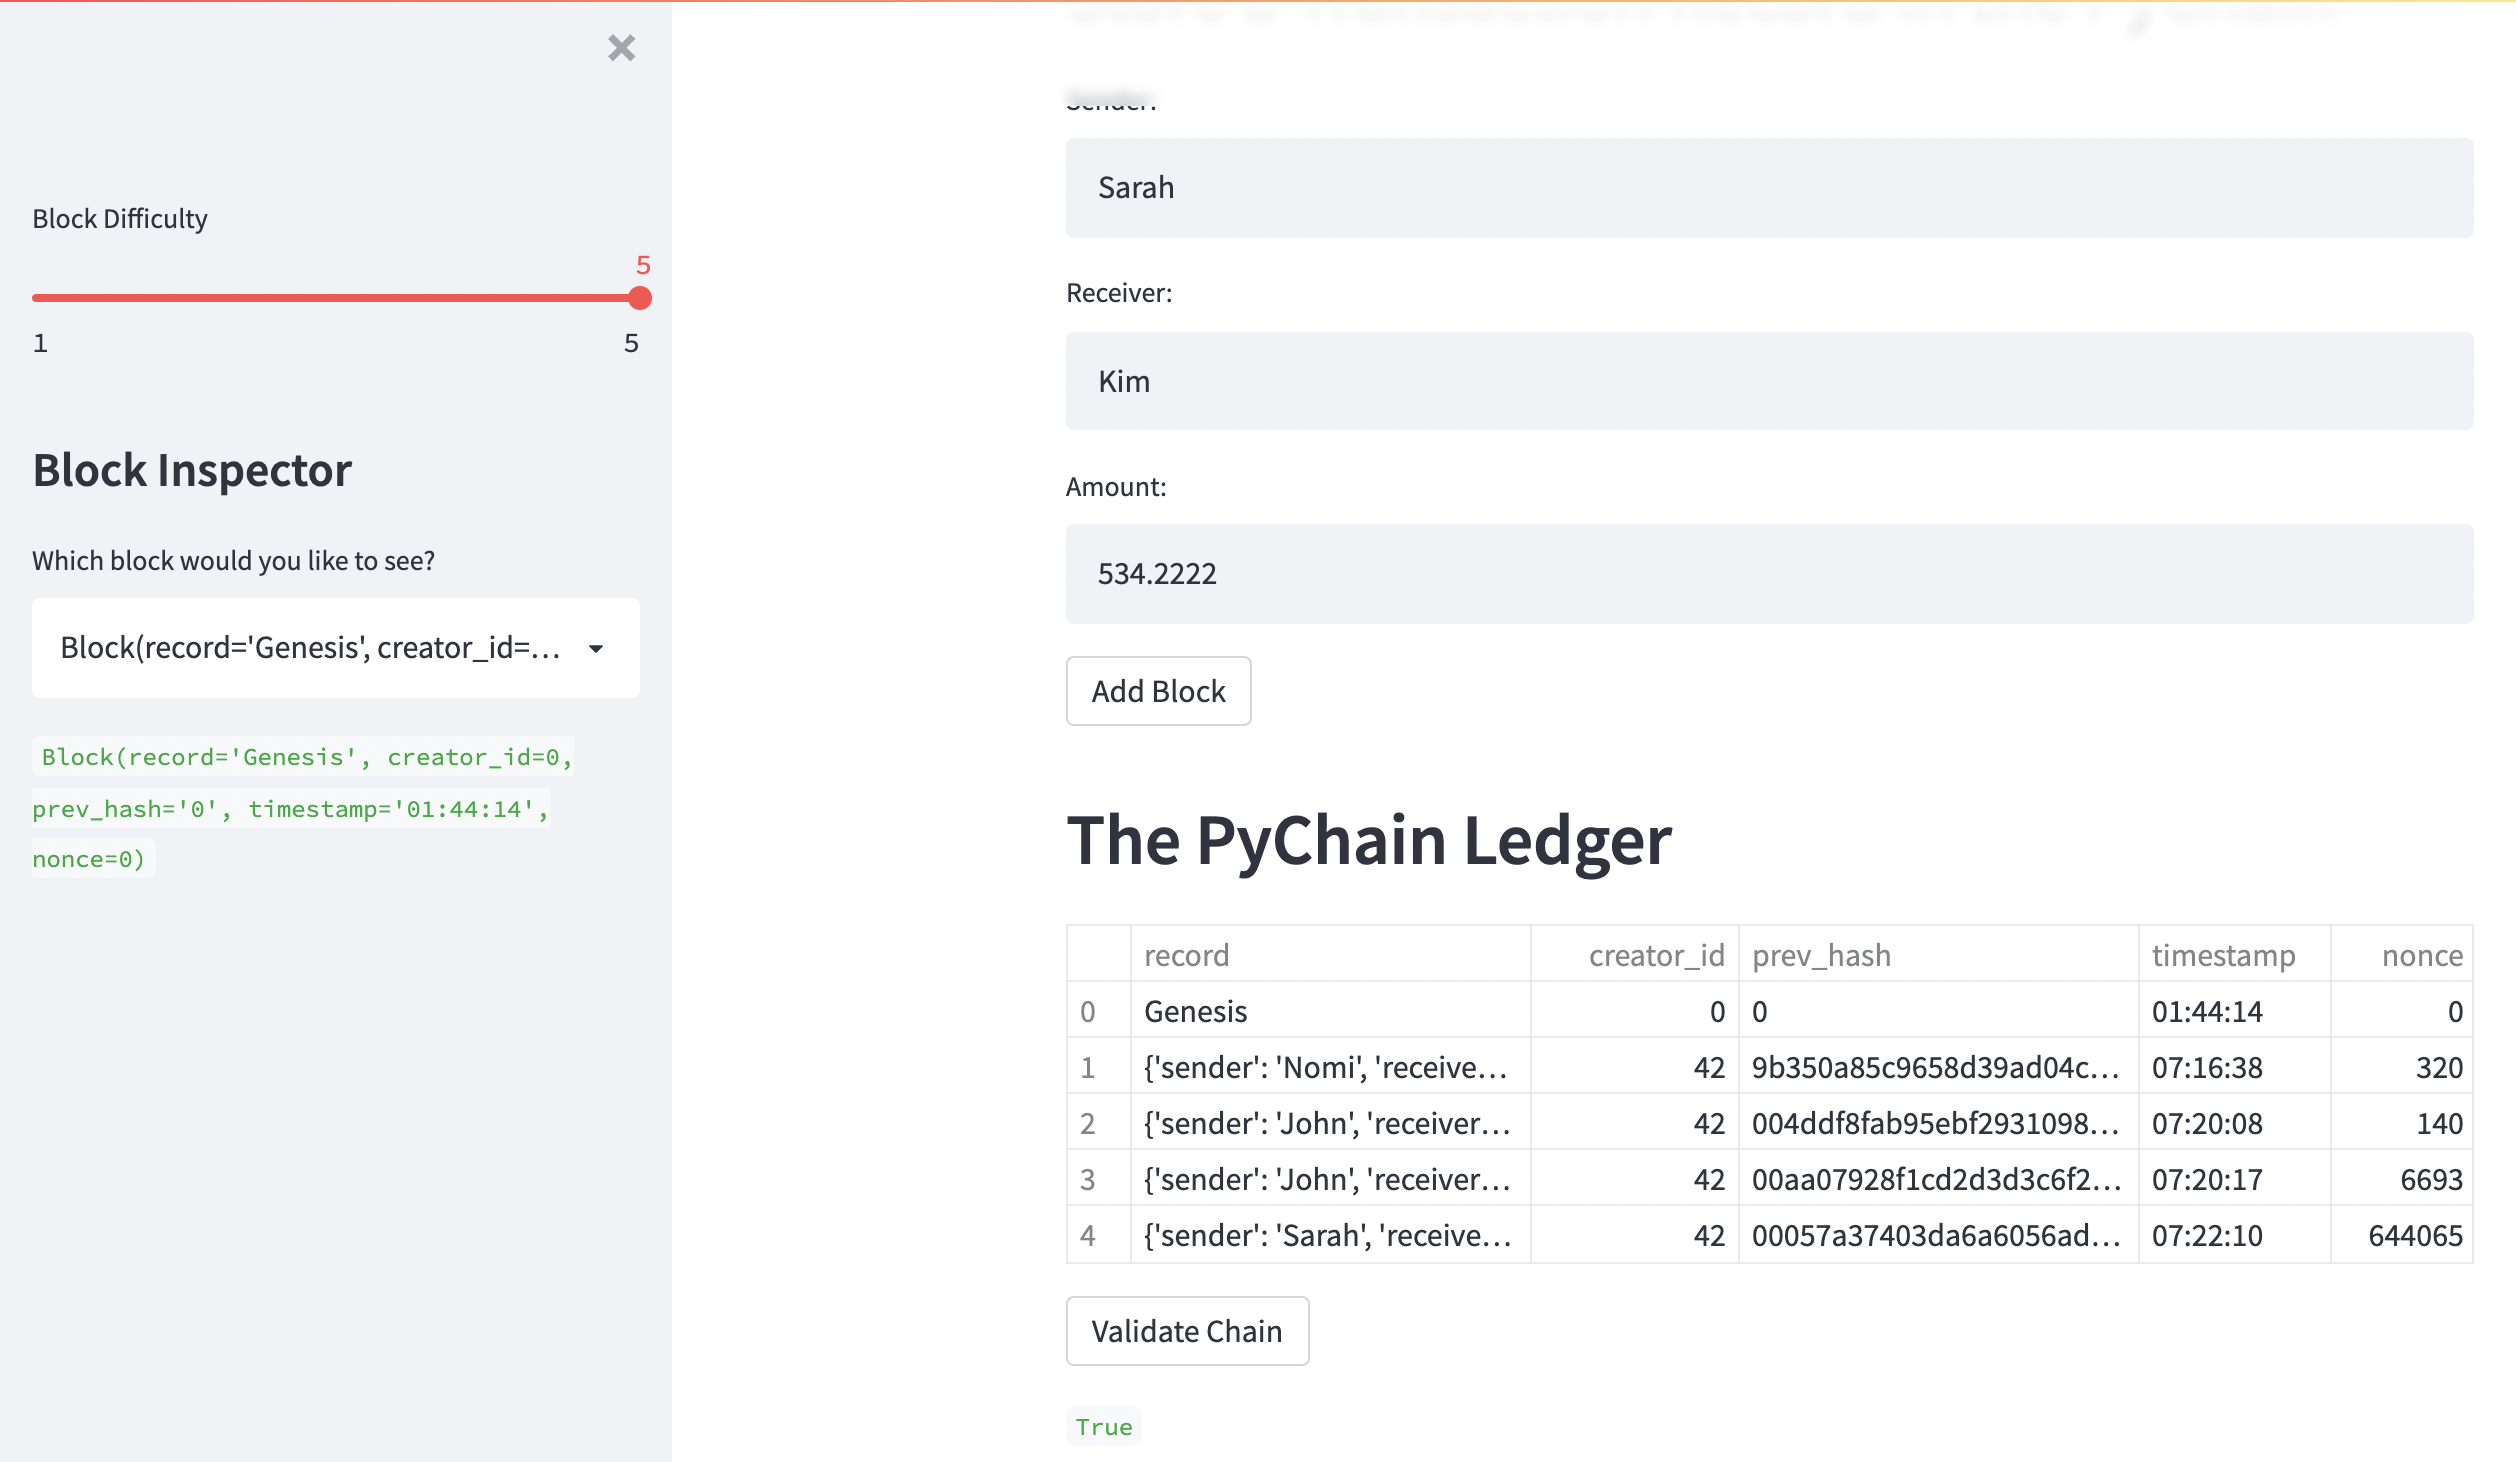 Block Difficulty
5
1 5
Block Inspector
Which block would you like to see?
Block(record='Genesis', creator_id=...
Block(record='Genesis', creator_id=0,
prev_hash='0', timestamp='01:44:14',
nonce=0)
Sender:
Sarah
Receiver:
Kim
Amount:
534.2222
Add Block
The PyChain Ledger
record creator_id prev_hash timestamp nonce
0 Genesis 0 0 01:44:14 0
1 {'sender': 'Nomi', 'receive... 42 9b350a85c9658d39ad04c... 07:16:38 320
2 {'sender': 'John', 'receiver... 42 004ddf8fab95ebf2931098... 07:20:08 140
3 {'sender': 'John', 'receiver... 42 00aa07928f1cd2d3d3c6f2... 07:20:17 6693
4 {'sender': 'Sarah', 'receive... 42 00057a37403da6a6056ad... 07:22:10 644065
Validate Chain
True